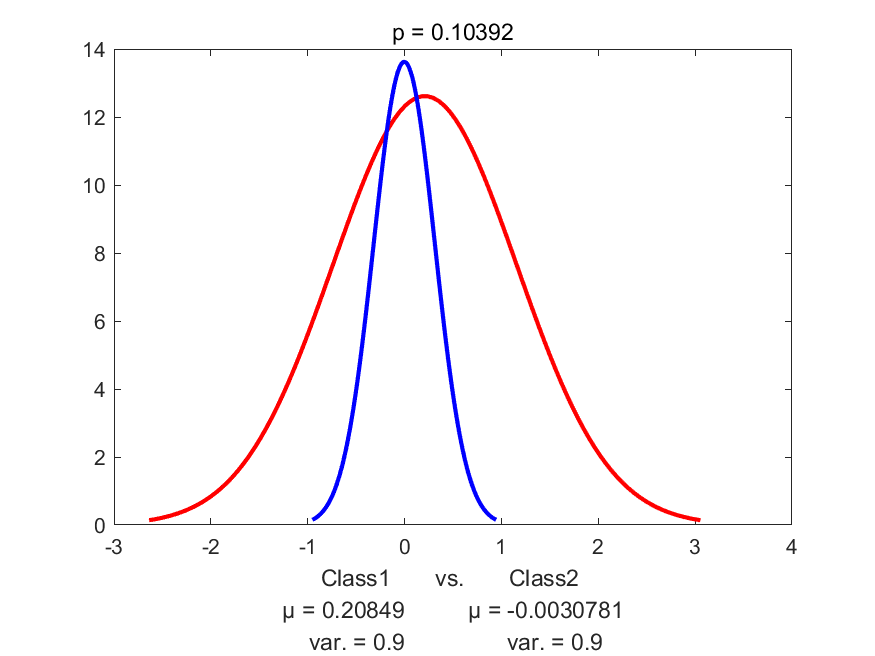 p = 0.10392
14
12
10
8
6
4
2
0
-3 -2 -1 0 1 2 3 4
Class1 vs. Class2
μ = 0.20849 μ = -0.0030781
var. = 0.9 var. = 0.9